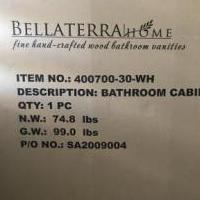 BELLATERRA HOME
fine hand-crafted wood bathroom vanities
ITEM NO.: 400700-30-WH
DESCRIPTION: BATHROOM CABI
QTY: 1 PC
N.W.: 74.8 lbs
G.W.: 99.0 lbs
P/O NO.: SA2009004